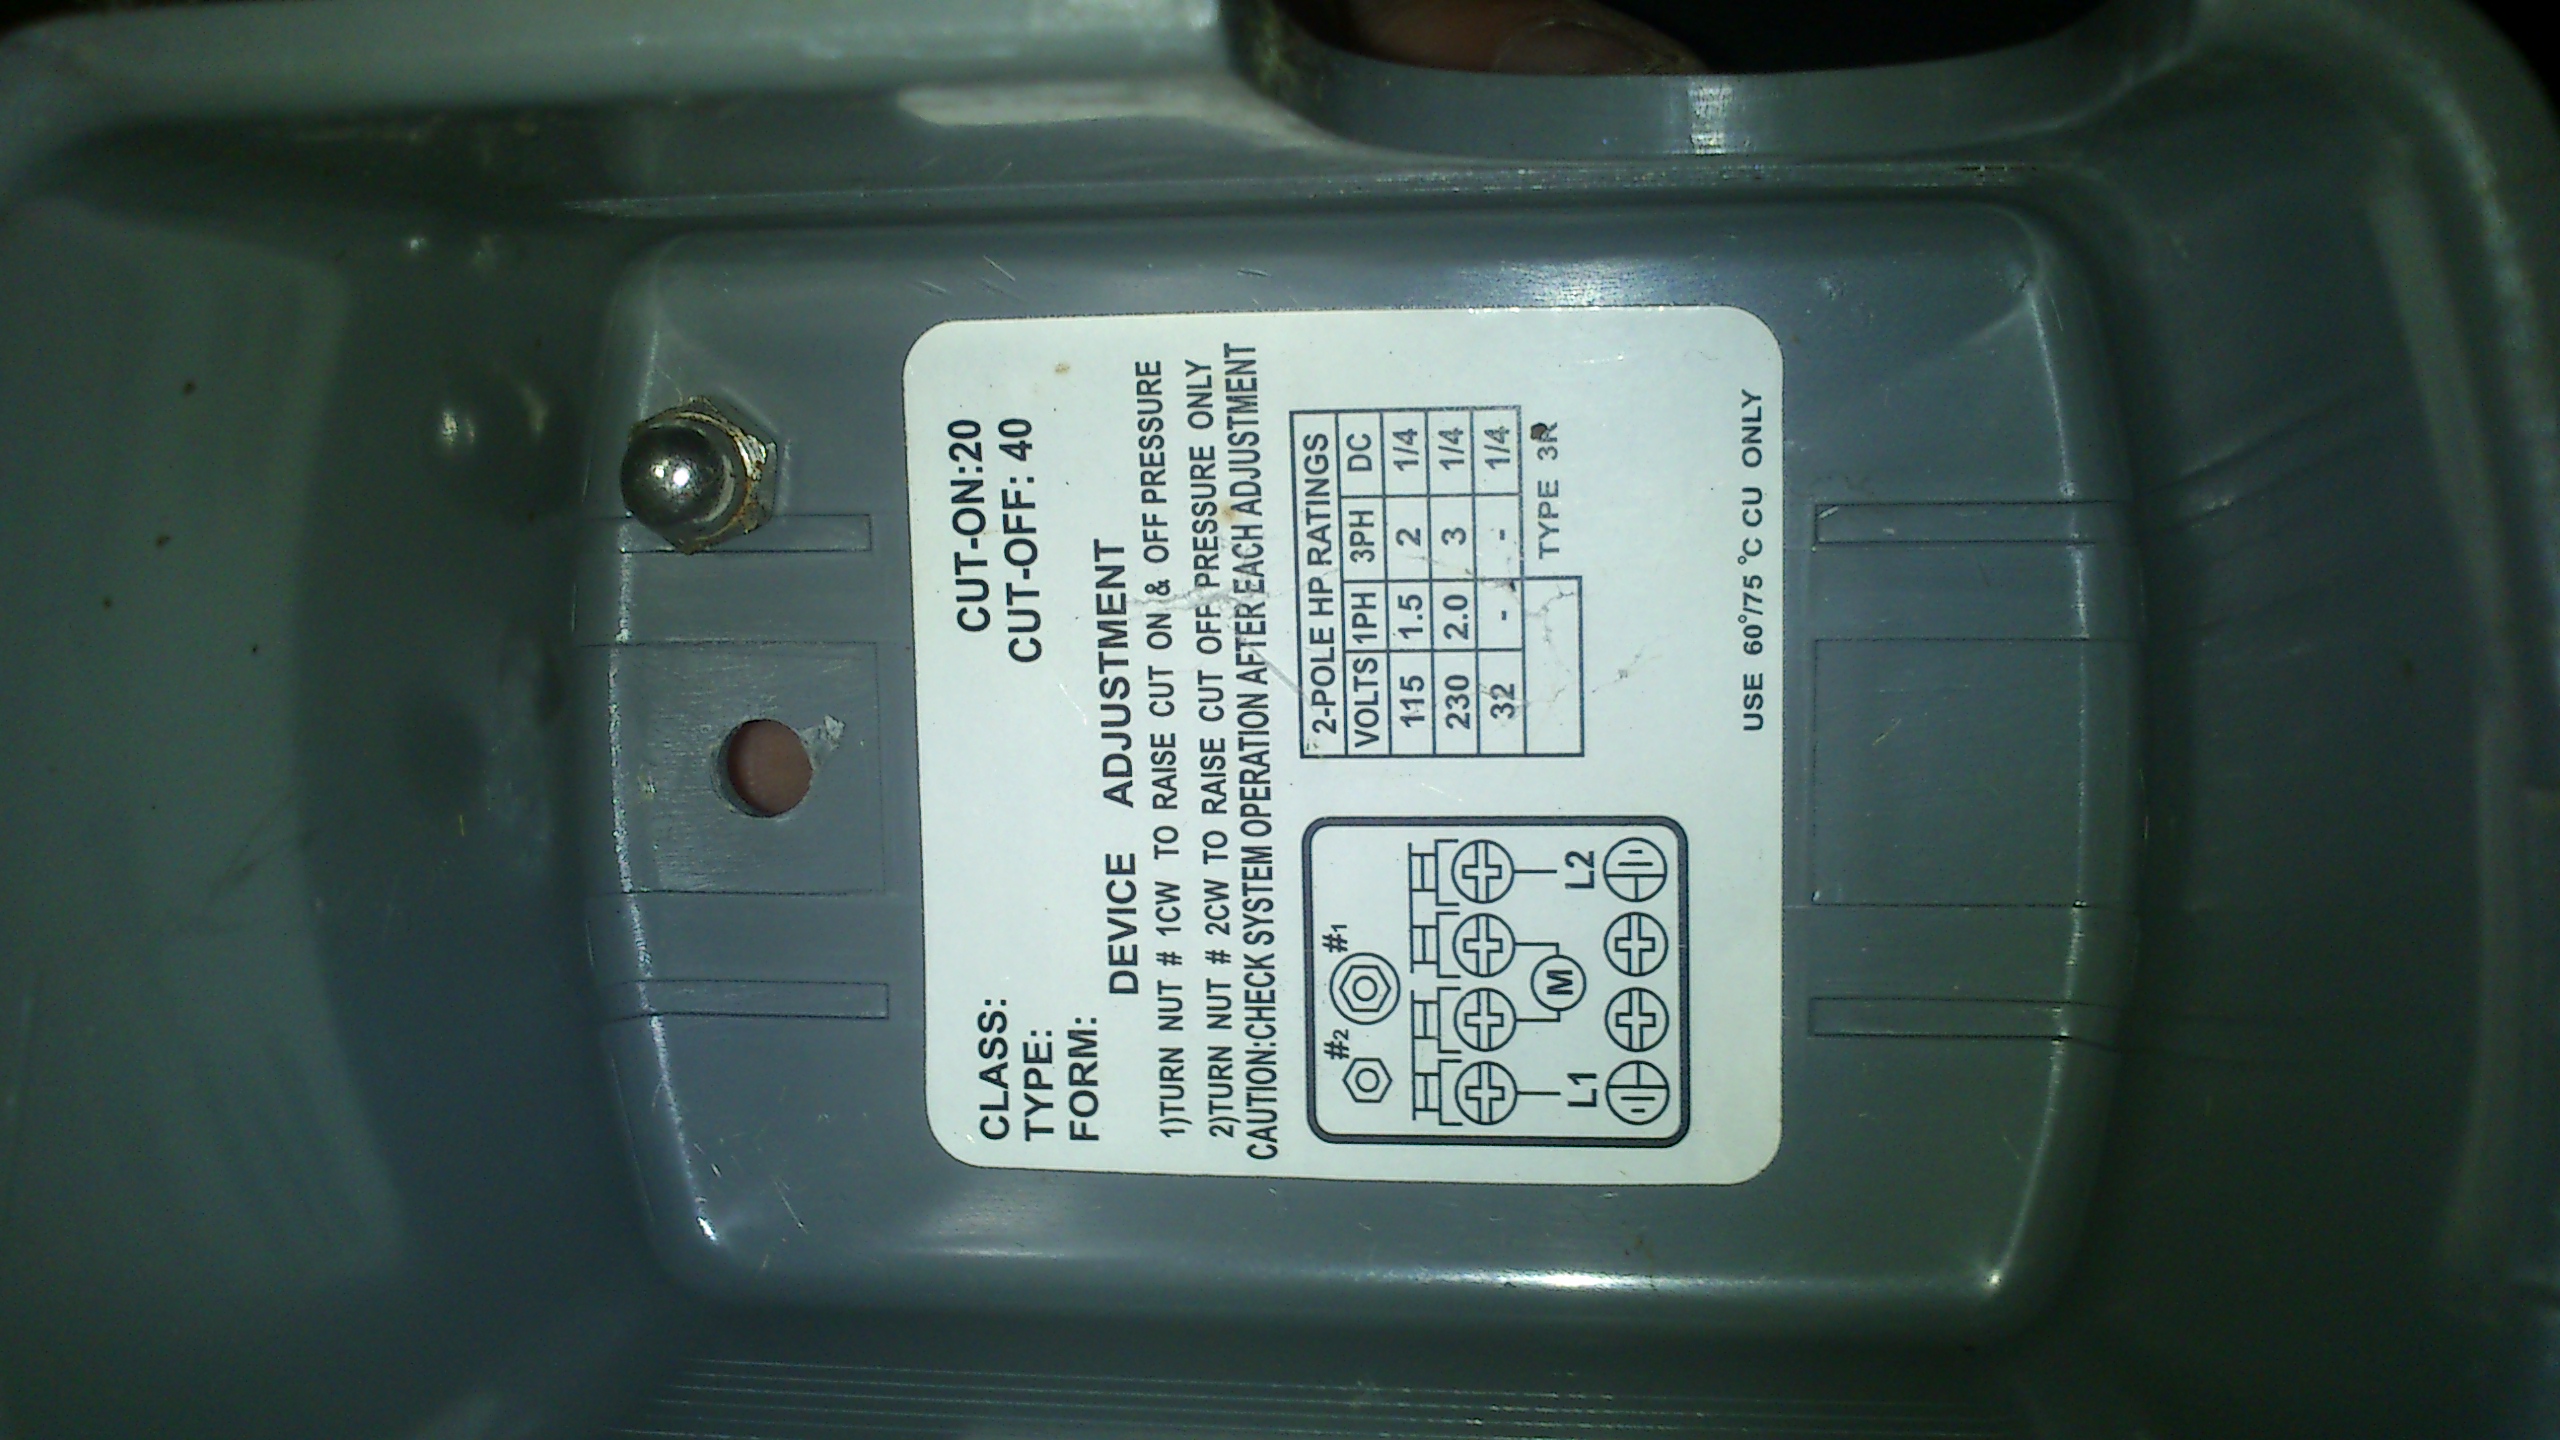 CLASS: CUT-ON:20
TYPE: CUT-OFF: 40
FORM:
DEVICE ADJUSTMENT
1)TURN NUT # 1CW TO RAISE CUT ON & OFF PRESSURE
2)TURN NUT # 2CW TO RAISE CUT OFF PRESSURE ONLY
CAUTION:CHECK SYSTEM OPERATION AFTER EACH ADJUSTMENT
#2 #1
M
L1 L2
2-POLE HP RATINGS
VOLTS 1PH 3PH DC
115 1.5 2 1/4
230 2.0 3 1/4
32 - - 1/4
TYPE 3R
USE 60°/75 °C CU ONLY